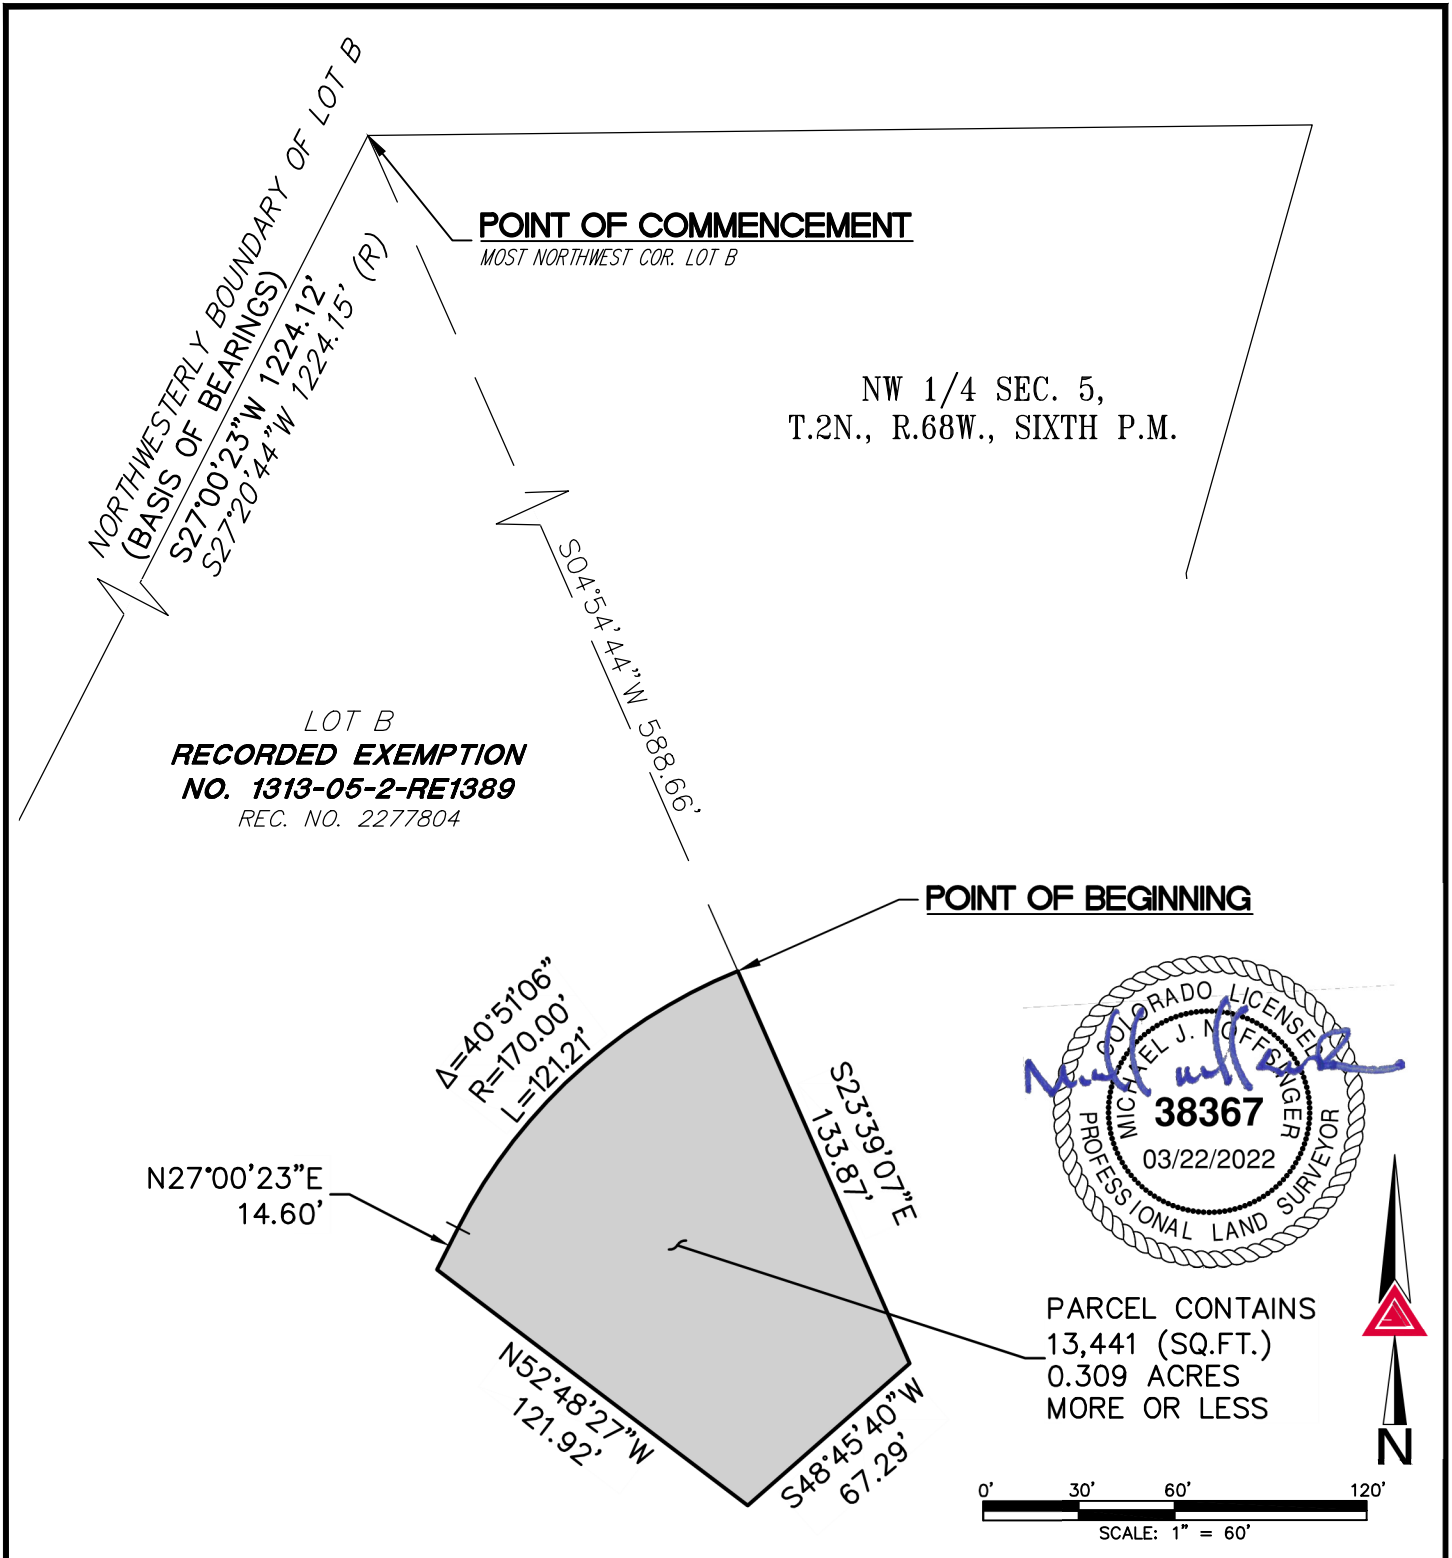 NORTHWESTERLY BOUNDARY OF LOT B
(BASIS OF BEARINGS)
S27°00'23"W 1224.12'
S27°20'44"W 1224.15' (R)
POINT OF COMMENCEMENT
MOST NORTHWEST COR. LOT B
NW 1/4 SEC. 5,
T.2N., R.68W., SIXTH P.M.
S04°54'44"W 588.66'
LOT B
RECORDED EXEMPTION
NO. 1313-05-2-RE1389
REC. NO. 2277804
POINT OF BEGINNING
Δ=40°51'06"
R=170.00'
L=121.21'
S23°39'07"E
133.87'
N27°00'23"E
14.60'
N52°48'27"W
121.92'
S48°45'40"W
67.29'
COLORADO LICENSED
MICHAEL J. NOFFSINGER
38367
03/22/2022
PROFESSIONAL LAND SURVEYOR
PARCEL CONTAINS
13,441 (SQ.FT.)
0.309 ACRES
MORE OR LESS
N
0' 30' 60' 120'
SCALE: 1" = 60'